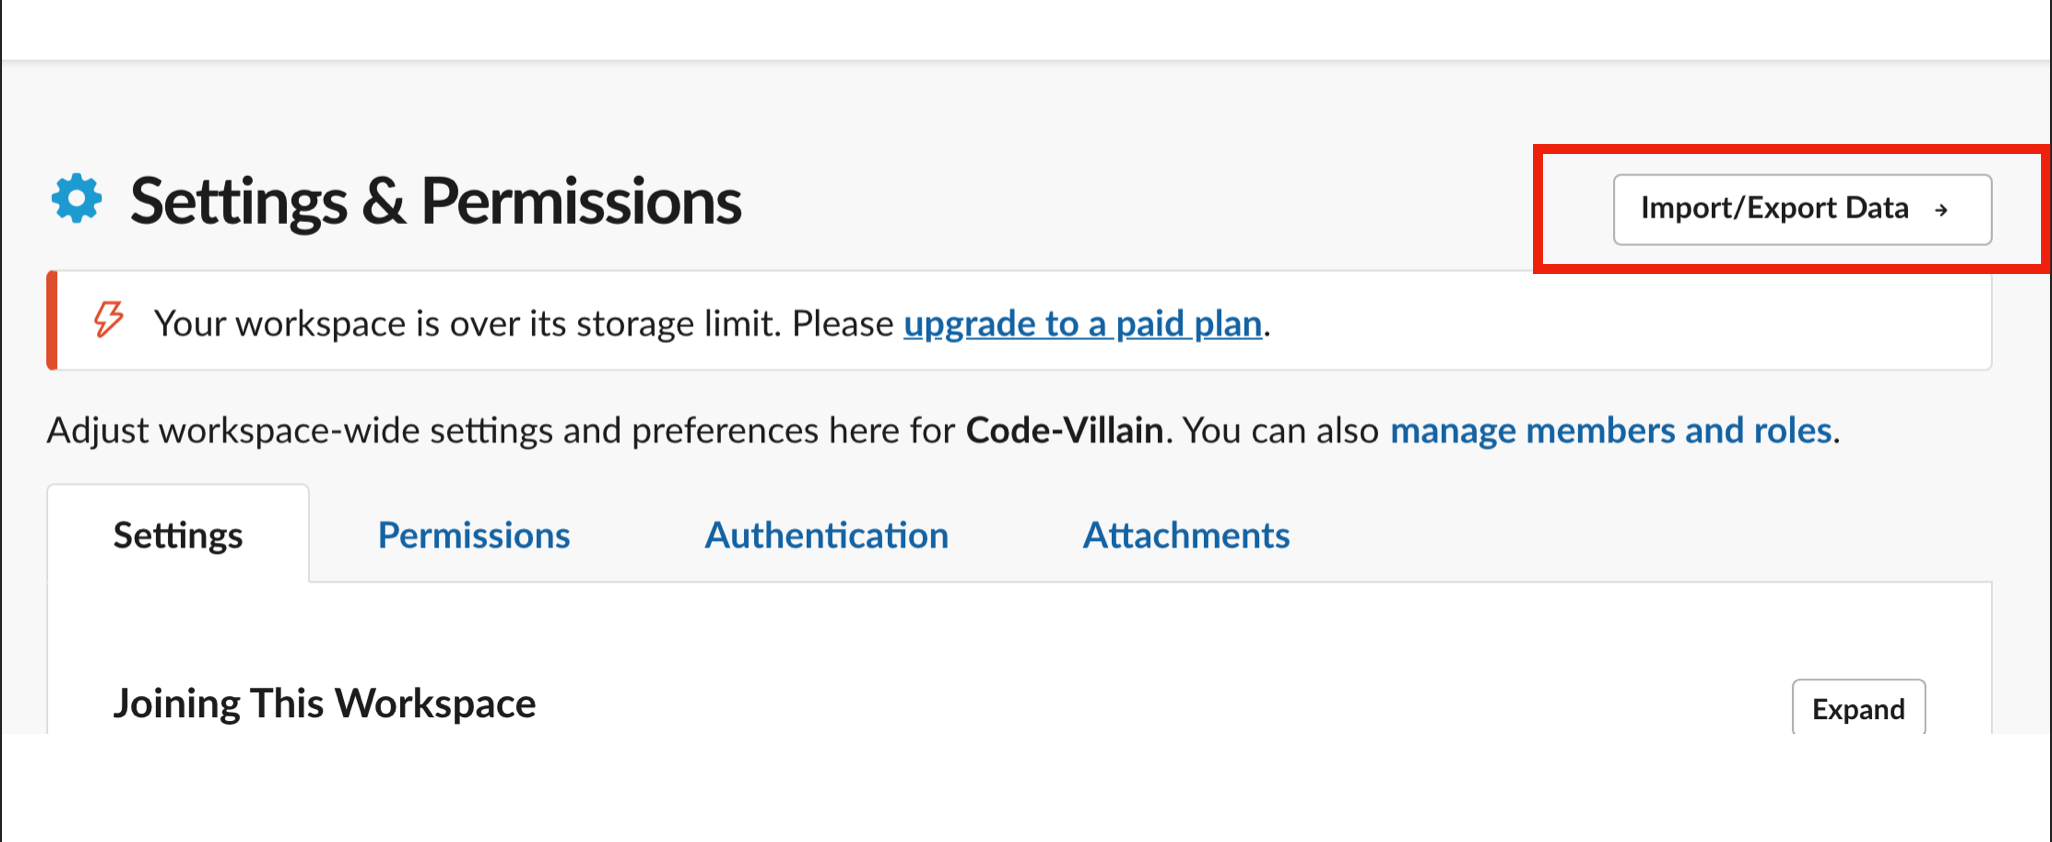 Settings & Permissions
Import/Export Data →
Your workspace is over its storage limit. Please upgrade to a paid plan.
Adjust workspace-wide settings and preferences here for Code-Villain. You can also manage members and roles.
Settings Permissions Authentication Attachments
Joining This Workspace
Expand